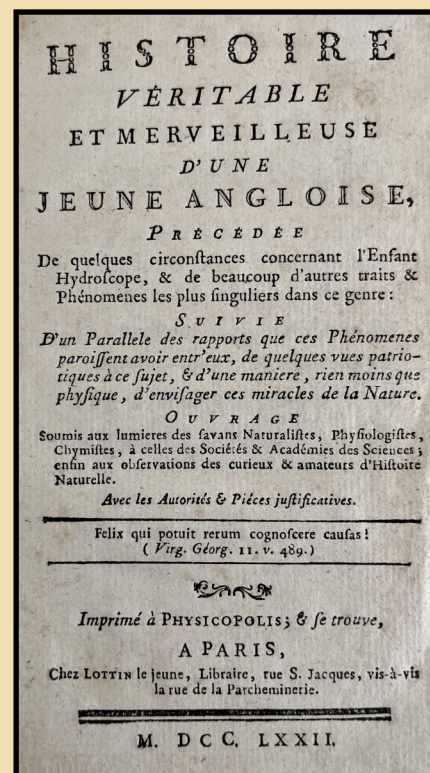 HISTOIRE
VÉRITABLE
ET MERVEILLEUSE
D'UNE
JEUNE ANGLOISE,
PRÉCÉDÉE
De quelques circonſtances concernant l'Enfant
Hydroſcope, & de beaucoup d'autres traits &
Phénomenes les plus ſinguliers dans ce genre :
SUIVIE
D'un Parallele des rapports que ces Phénomenes
paroiſſent avoir entr'eux, de quelques vues patrio-
tiques à ce ſujet, & d'une maniere, rien moins que
phyſique, d'enviſager ces miracles de la Nature.
OUVRAGE
Soumis aux lumieres des ſavans Naturaliſtes, Phyſiologiſtes,
Chymiſtes, à celles des Sociétés & Académies des Sciences ;
enfin aux obſervations des curieux & amateurs d'Hiſtoire
Naturelle.
Avec les Autorités & Piéces juſtificatives.
Felix qui potuit rerum cognoſcere cauſas !
( Virg. Géorg. II. v. 489. )
Imprimé à PHYSICOPOLIS ; & ſe trouve,
A PARIS,
Chez LOTTIN le jeune, Libraire, rue S. Jacques, vis-à-vis
la rue de la Parcheminerie.
M. DCC. LXXII.